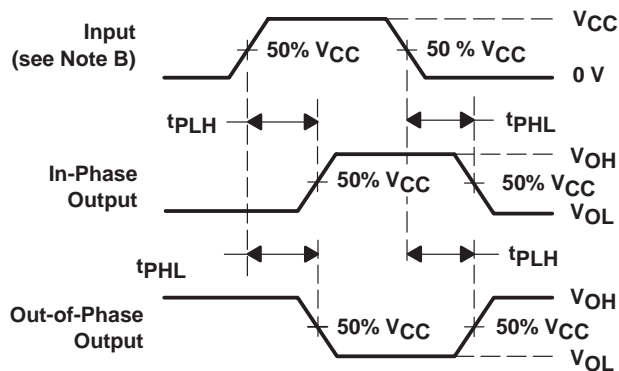 Input
(see Note B)
50% VCC
50 % VCC
VCC
0 V
tPLH
tPHL
In-Phase
Output
50% VCC
50% VCC
VOH
VOL
tPHL
tPLH
Out-of-Phase
Output
50% VCC
50% VCC
VOH
VOL